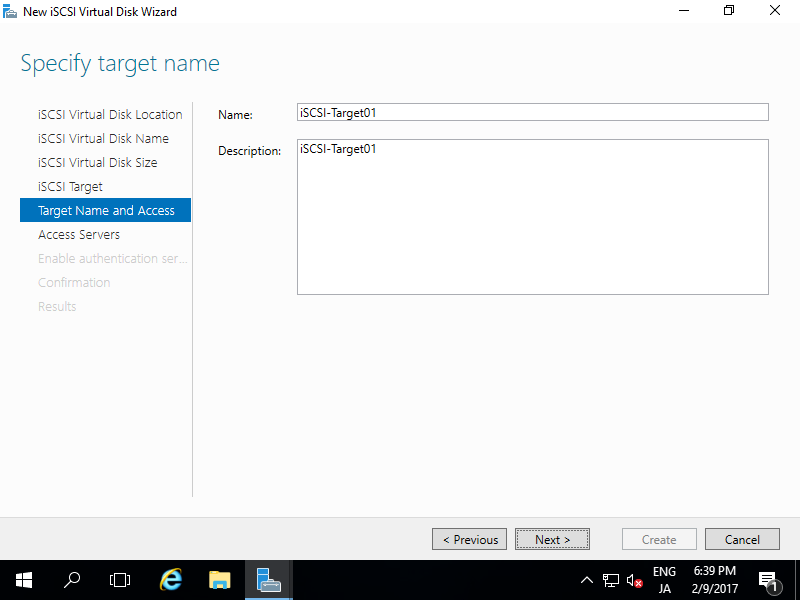 New iSCSI Virtual Disk Wizard
Specify target name
iSCSI Virtual Disk Location
iSCSI Virtual Disk Name
iSCSI Virtual Disk Size
iSCSI Target
Target Name and Access
Access Servers
Enable authentication ser...
Confirmation
Results
Name:
iSCSI-Target01
Description:
iSCSI-Target01
< Previous
Next >
Create
Cancel
ENG
JA
6:39 PM
2/9/2017
1